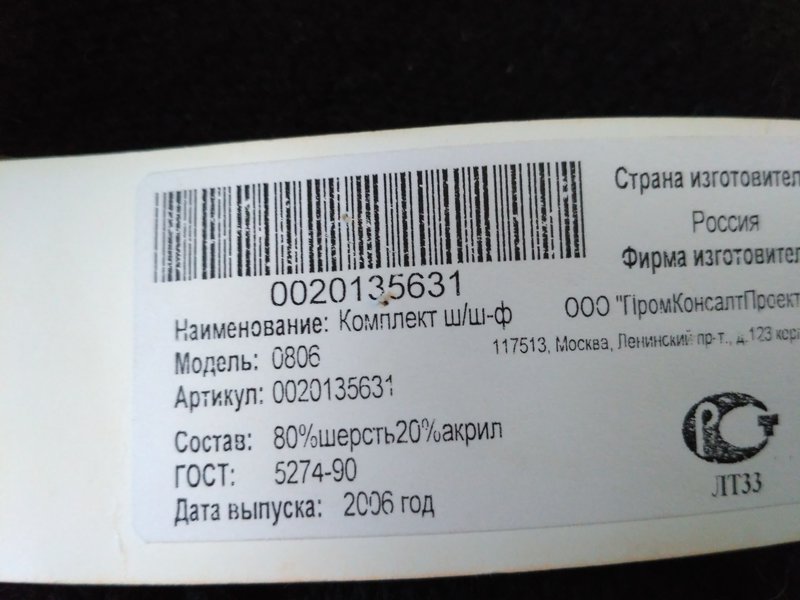 0020135631
Наименование: Комплект ш/ш-ф
Модель: 0806
Артикул: 0020135631
Состав: 80%шерсть20%акрил
ГОСТ: 5274-90
Дата выпуска: 2006 год
Страна изготовител
Россия
Фирма изготовител
ООО "ПромКонсалтПроект
117513, Москва, Ленинский пр-т., д.123 корп
РСТ
ЛТ33